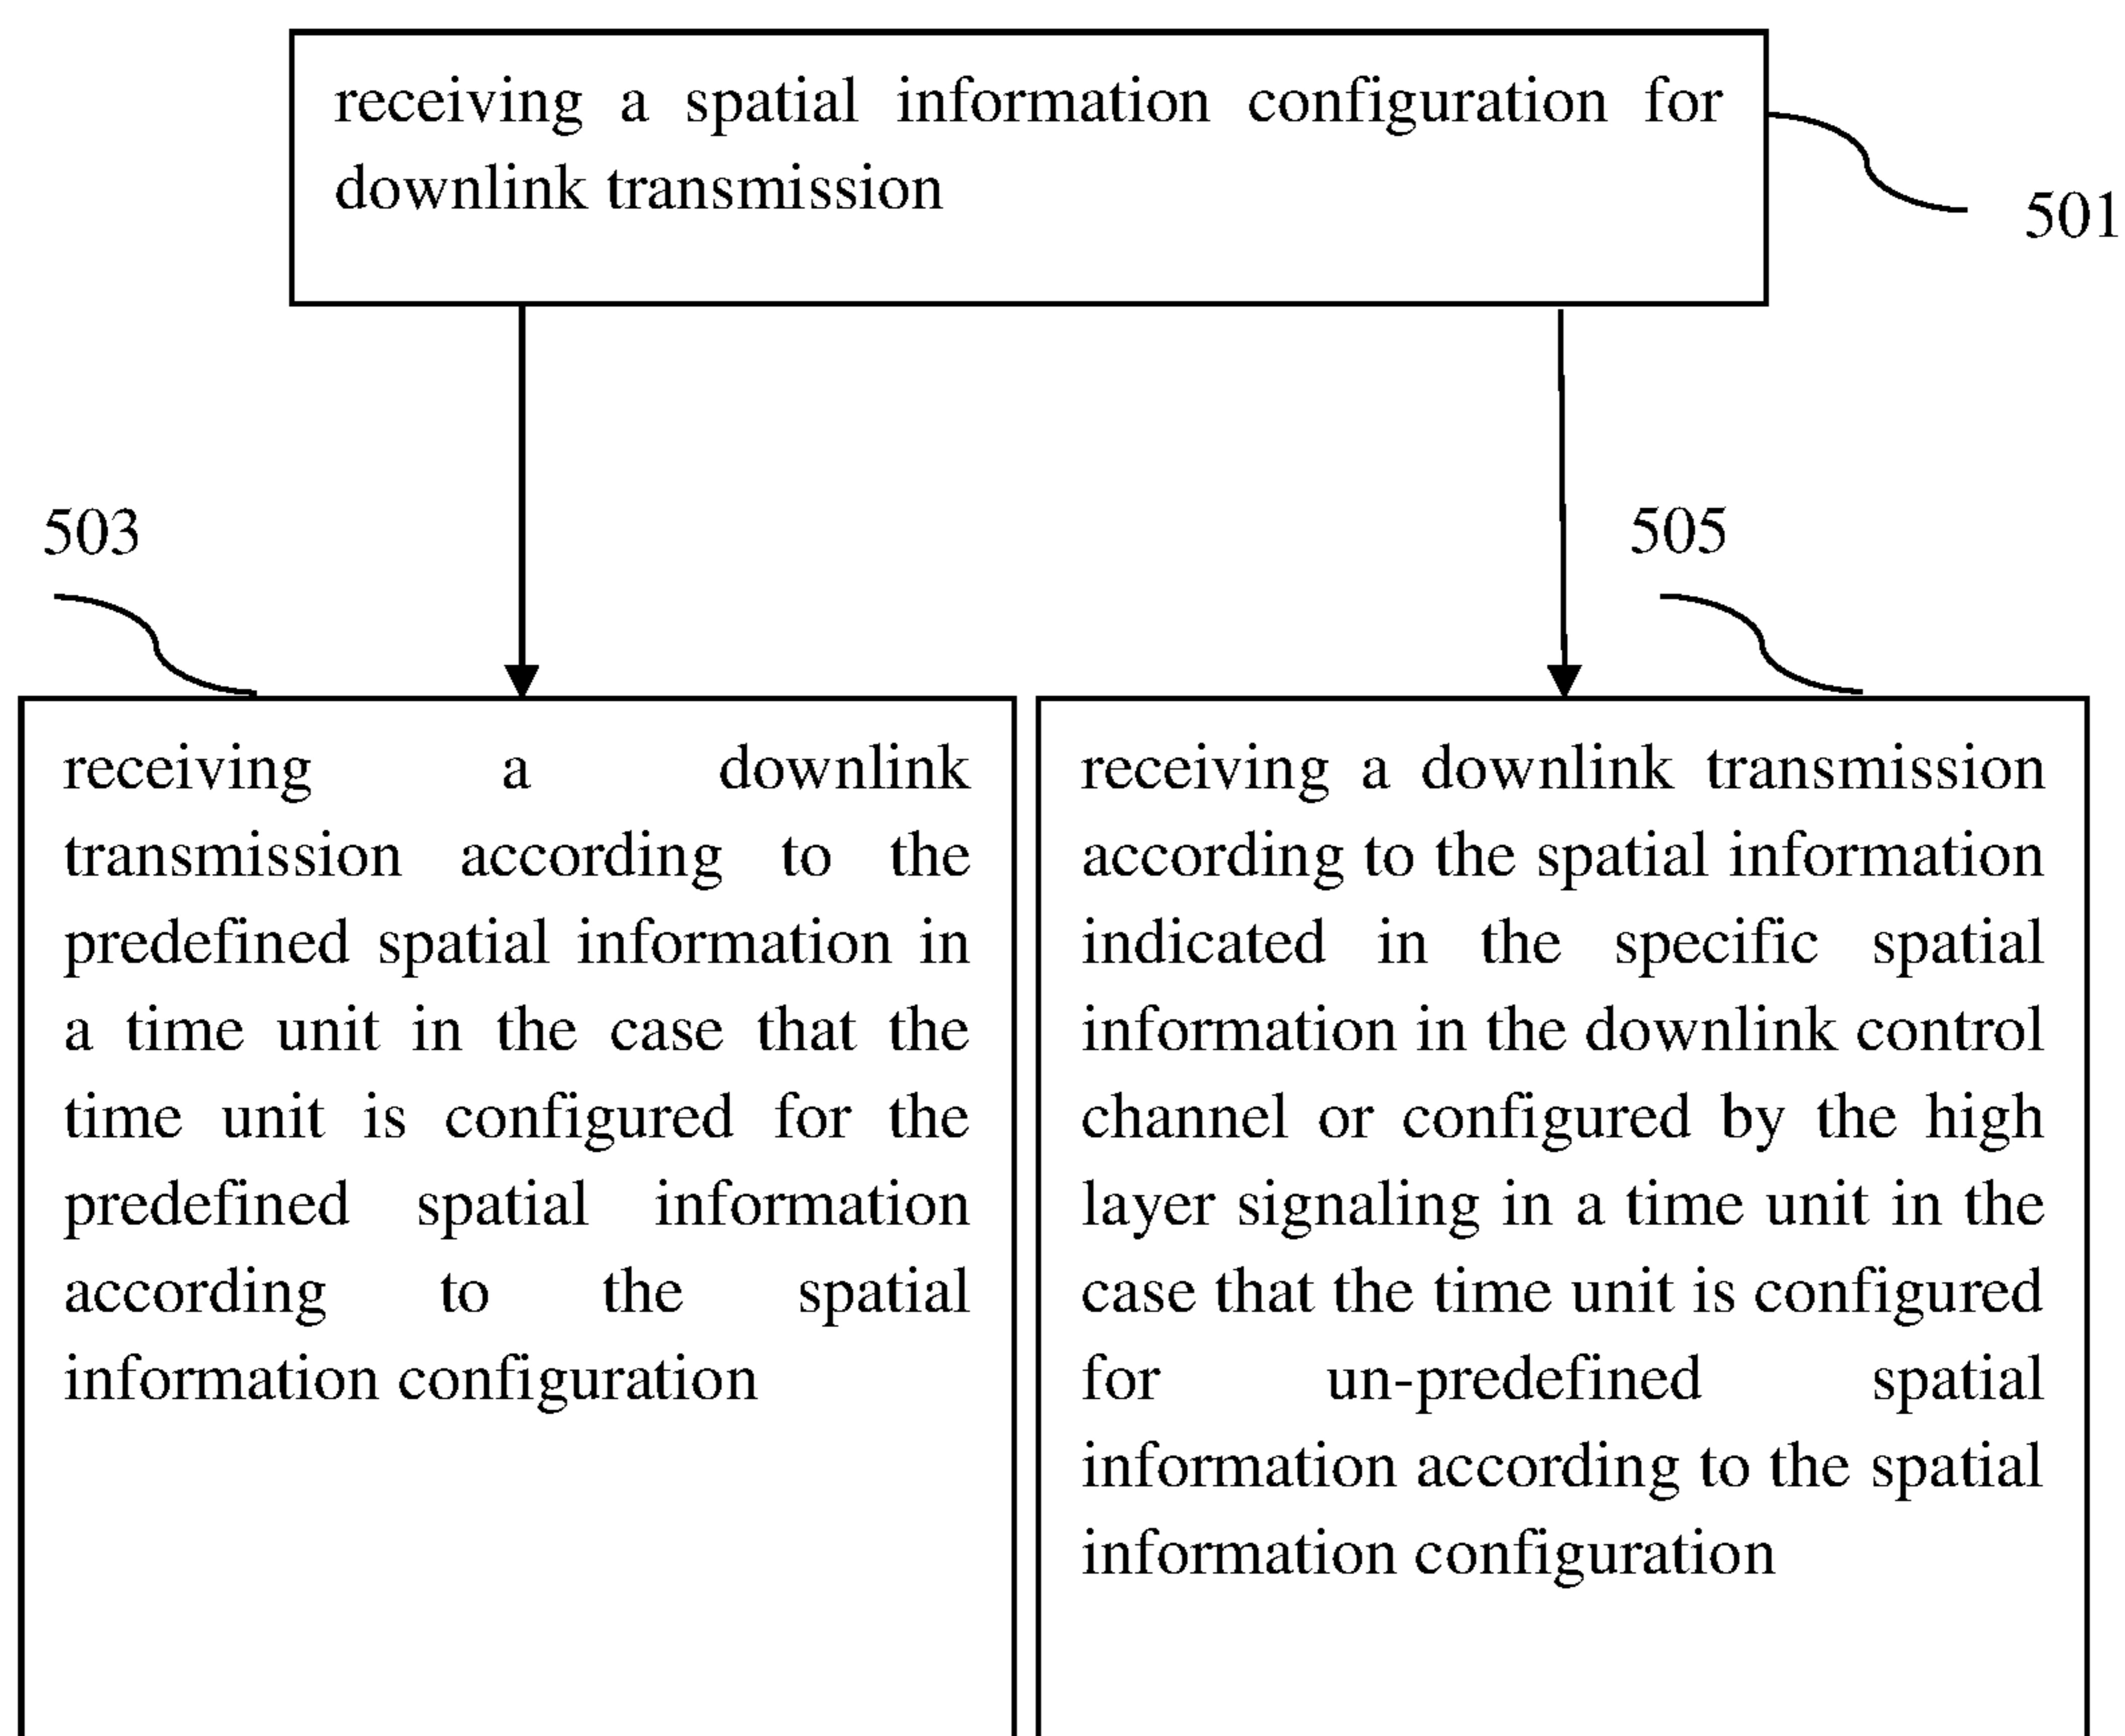 receiving a spatial information configuration for
downlink transmission
501
503
505
receiving a downlink
transmission according to the
predefined spatial information in
a time unit in the case that the
time unit is configured for the
predefined spatial information
according to the spatial
information configuration
receiving a downlink transmission
according to the spatial information
indicated in the specific spatial
information in the downlink control
channel or configured by the high
layer signaling in a time unit in the
case that the time unit is configured
for un-predefined spatial
information according to the spatial
information configuration